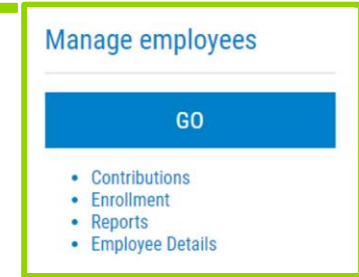 Manage employees
GO
• Contributions
• Enrollment
• Reports
• Employee Details